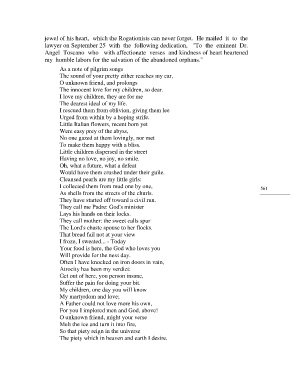 jewel of his heart, which the Rogationists can never forget. He mailed it to the
lawyer on September 25 with the following dedication, "To the eminent Dr.
Angel Toscano who with affectionate verses and kindness of heart heartened
my humble labors for the salvation of the abandoned orphans."
As a note of pilgrim songs
The sound of your pretty either reaches my ear,
O unknown friend, and prolongs
The innocent love for my children, so dear.
I love my children, they are for me
The dearest ideal of my life.
I rescued them from oblivion, giving them lee
Urged from within by a hoping strife.
Little Italian flowers, recent born yet
Were easy prey of the abyss.
No one gazed at them lovingly, nor met
To make them happy with a bliss.
Little children dispersed in the street
Having no love, no joy, no smile.
Oh, what a future, what a defeat
Would have them crushed under their guile.
Cleansed pearls are my little girls:
I collected them from mud one by one,
As shells from the streets of the churls.
They have started off toward a civil run.
They call me Padre: God's minister
Lays his hands on their locks.
They call mother: the sweet calls spur
The Lord's chaste spouse to her flocks.
That bread fail not at your view
I froze, I sweated... - Today
Your food is here, the God who loves you
Will provide for the next day.
Often I have knocked on iron doors in vain,
Atrocity has been my verdict:
Get out of here, you person insane,
Suffer the pain for doing your bit.
My children, one day you will know
My martyrdom and love:
A Father could not love more his own,
For you I implored men and God, above!
O unknown friend, might your verse
Melt the ice and turn it into fire,
So that piety reign in the universe
The piety which in heaven and earth I desire.
561